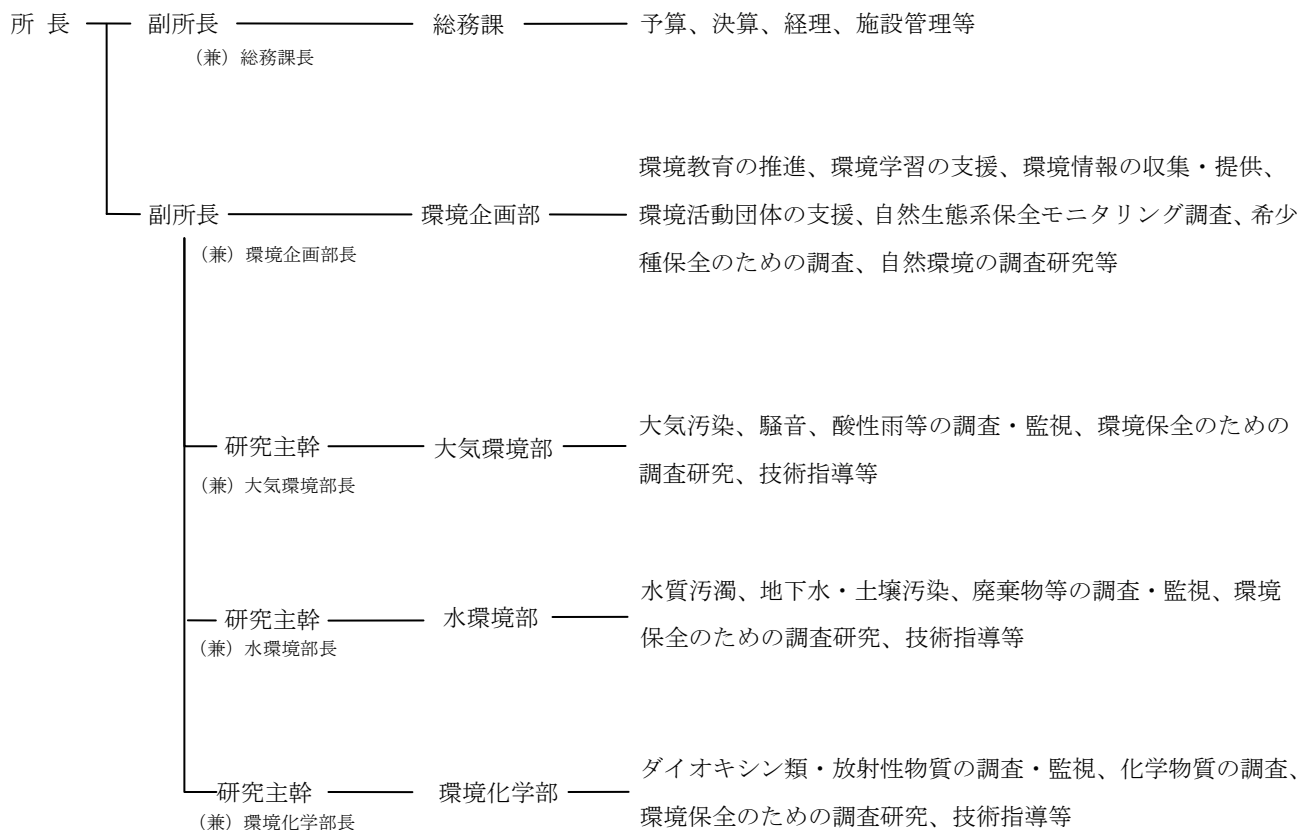 所 長 副所長 総務課 予算、決算、経理、施設管理等
（兼）総務課長
環境教育の推進、環境学習の支援、環境情報の収集・提供、
副所長 環境企画部 環境活動団体の支援、自然生態系保全モニタリング調査、希少
（兼）環境企画部長 種保全のための調査、自然環境の調査研究等
大気汚染、騒音、酸性雨等の調査・監視、環境保全のための
研究主幹 大気環境部
調査研究、技術指導等
（兼）大気環境部長
水質汚濁、地下水・土壌汚染、廃棄物等の調査・監視、環境
研究主幹 水環境部
保全のための調査研究、技術指導等
（兼）水環境部長
ダイオキシン類・放射性物質の調査・監視、化学物質の調査、
研究主幹 環境化学部
環境保全のための調査研究、技術指導等
（兼）環境化学部長